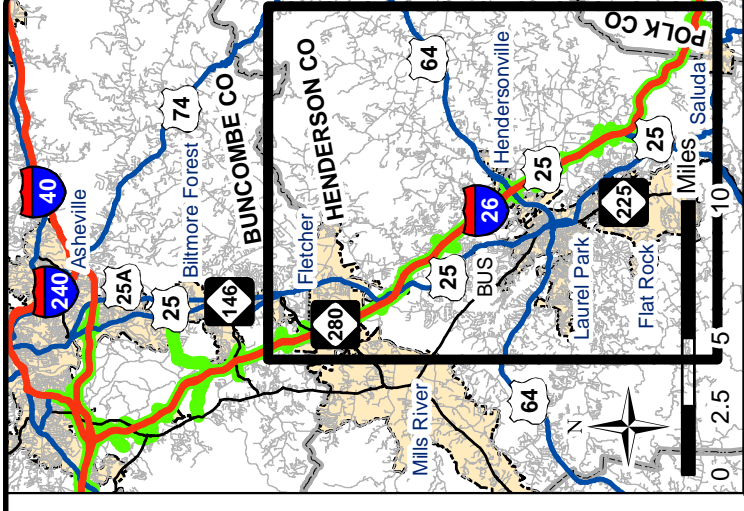 40
240
Asheville
74
25A
25
Biltmore Forest
BUNCOMBE CO
146
HENDERSON CO
Fletcher
280
64
Hendersonville
26
25
25
BUS
POLK CO
Saluda
25
225
Laurel Park
Flat Rock
Mills River
64
N
0 2.5 5 10
Miles